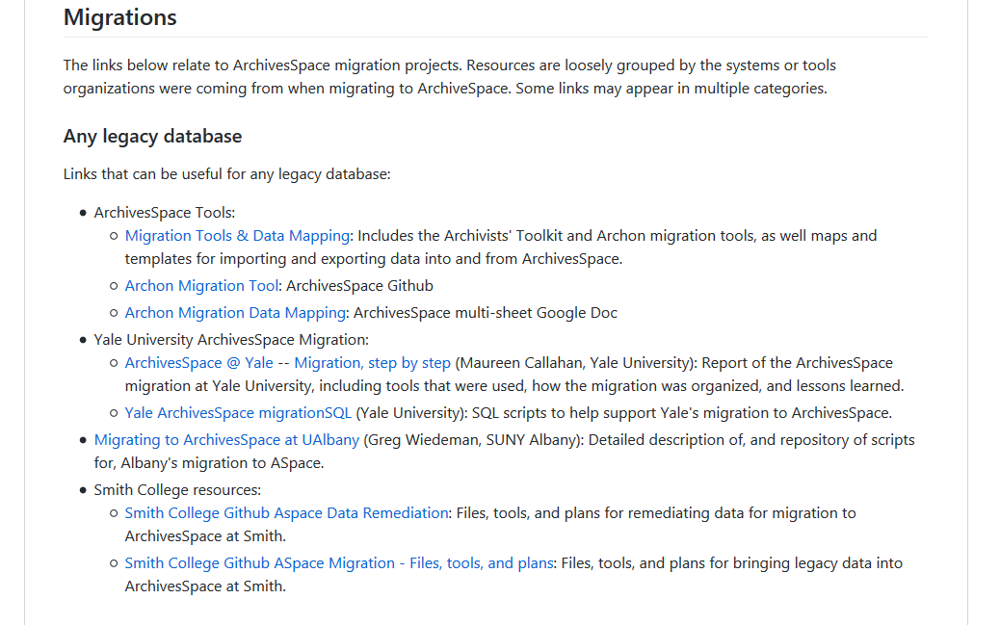 Migrations
The links below relate to ArchivesSpace migration projects. Resources are loosely grouped by the systems or tools
organizations were coming from when migrating to ArchiveSpace. Some links may appear in multiple categories.
Any legacy database
Links that can be useful for any legacy database:
● ArchivesSpace Tools:
○ Migration Tools & Data Mapping: Includes the Archivists' Toolkit and Archon migration tools, as well maps and
templates for importing and exporting data into and from ArchivesSpace.
○ Archon Migration Tool: ArchivesSpace Github
○ Archon Migration Data Mapping: ArchivesSpace multi-sheet Google Doc
● Yale University ArchivesSpace Migration:
○ ArchivesSpace @ Yale -- Migration, step by step (Maureen Callahan, Yale University): Report of the ArchivesSpace
migration at Yale University, including tools that were used, how the migration was organized, and lessons learned.
○ Yale ArchivesSpace migrationSQL (Yale University): SQL scripts to help support Yale's migration to ArchivesSpace.
● Migrating to ArchivesSpace at UAlbany (Greg Wiedeman, SUNY Albany): Detailed description of, and repository of scripts
for, Albany's migration to ASpace.
● Smith College resources:
○ Smith College Github Aspace Data Remediation: Files, tools, and plans for remediating data for migration to
ArchivesSpace at Smith.
○ Smith College Github ASpace Migration - Files, tools, and plans: Files, tools, and plans for bringing legacy data into
ArchivesSpace at Smith.